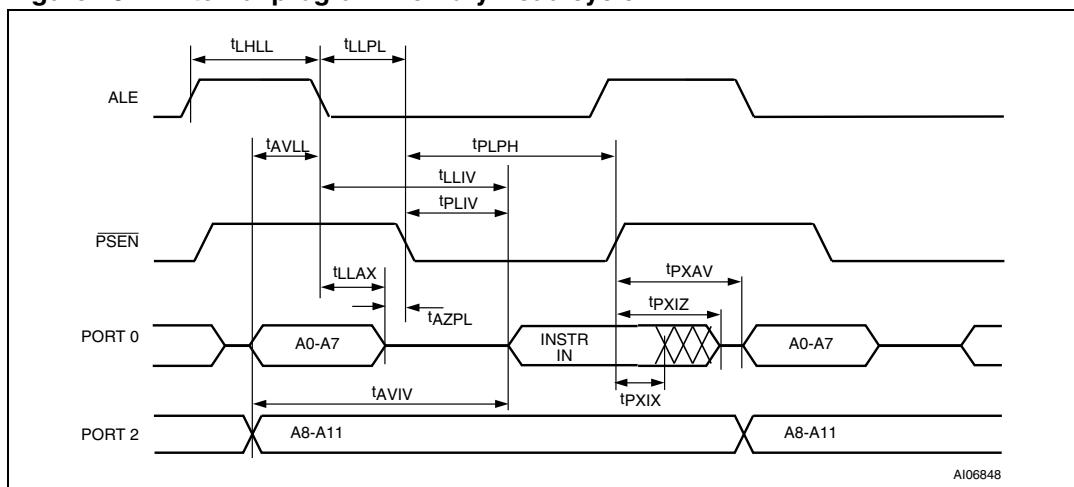 tLHLL tLLPL
ALE
tAVLL tPLPH
tLLIV
tPLIV
PSEN
tLLAX tPXAV
tAZPL tPXIZ
PORT 0 A0-A7 INSTR IN A0-A7
tPXIX
tAVIV
PORT 2 A8-A11 A8-A11
AI06848